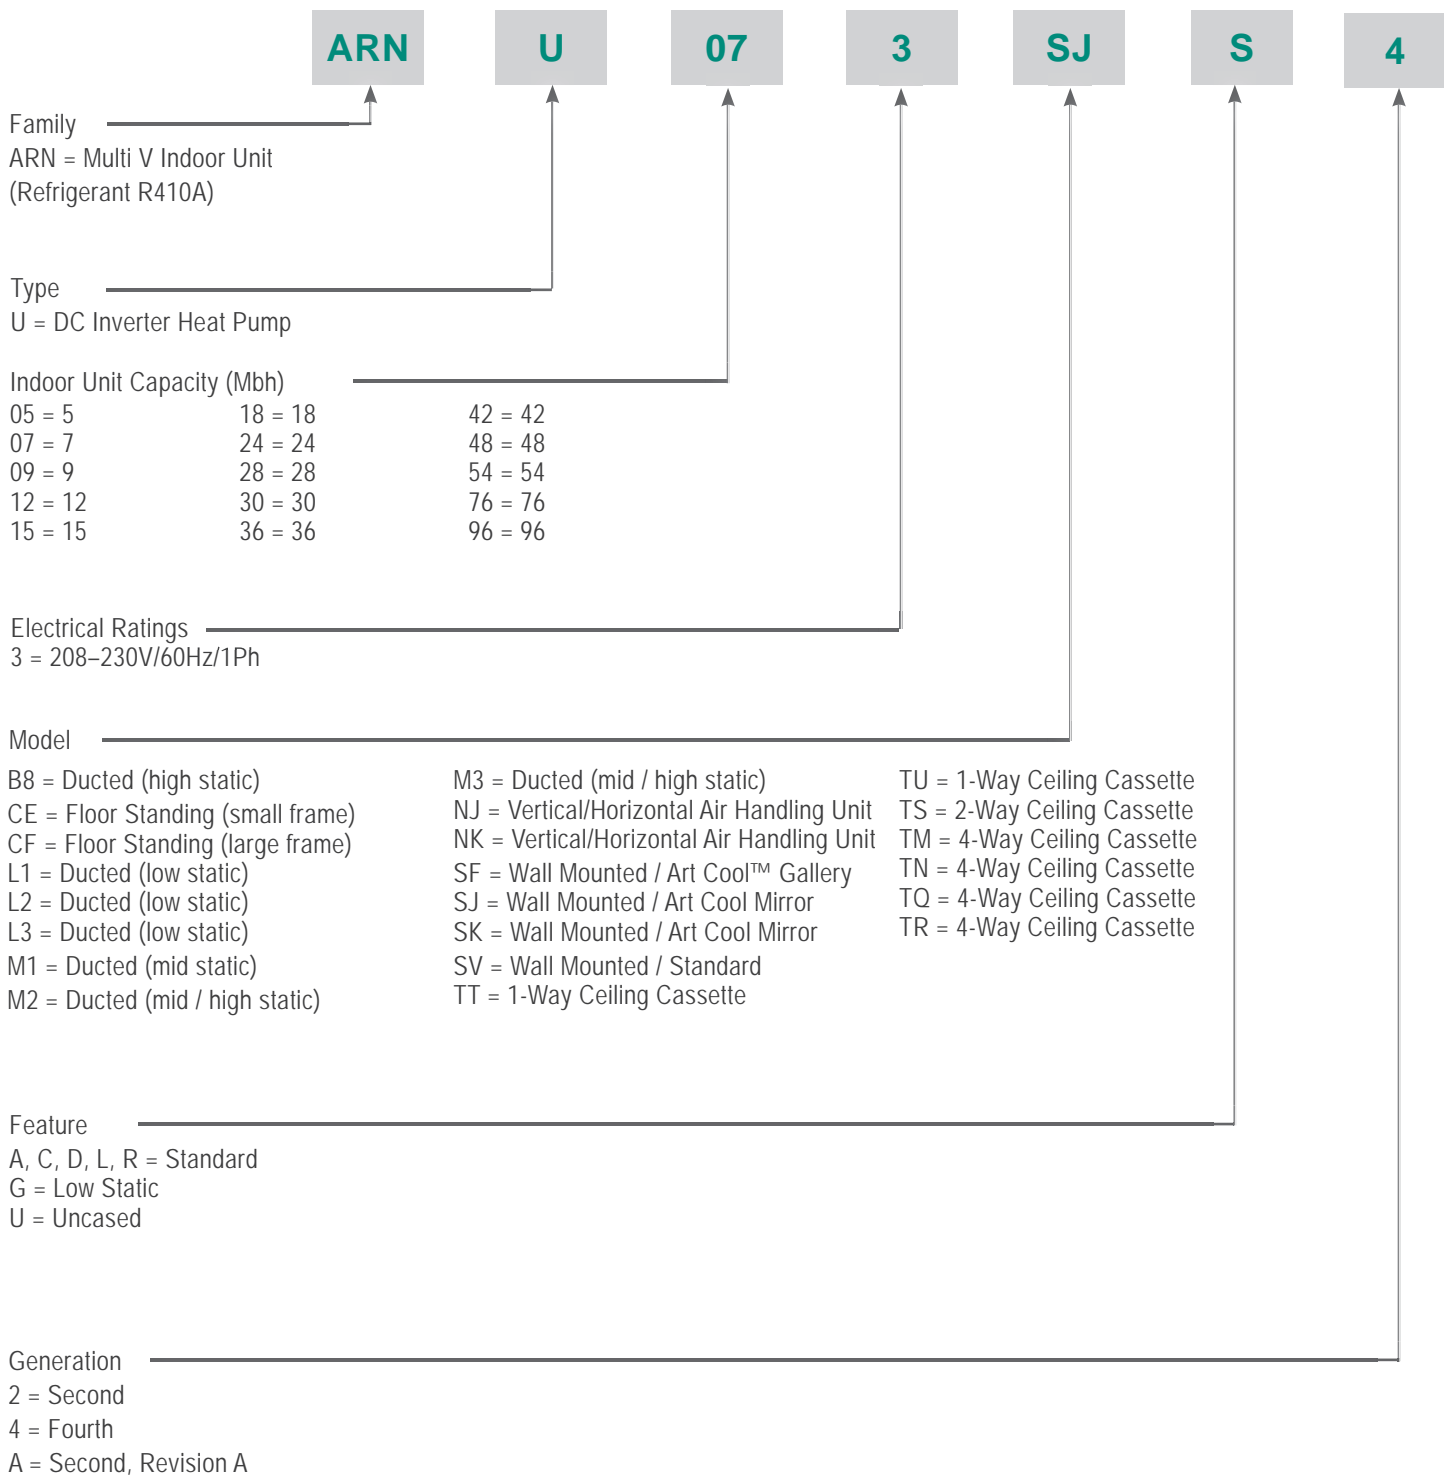 ARN U 07 3 SJ S 4
Family
ARN = Multi V Indoor Unit
(Refrigerant R410A)
Type
U = DC Inverter Heat Pump
Indoor Unit Capacity (Mbh)
05 = 5
07 = 7
09 = 9
12 = 12
15 = 15
18 = 18
24 = 24
28 = 28
30 = 30
36 = 36
42 = 42
48 = 48
54 = 54
76 = 76
96 = 96
Electrical Ratings
3 = 208–230V/60Hz/1Ph
Model
B8 = Ducted (high static)
CE = Floor Standing (small frame)
CF = Floor Standing (large frame)
L1 = Ducted (low static)
L2 = Ducted (low static)
L3 = Ducted (low static)
M1 = Ducted (mid static)
M2 = Ducted (mid / high static)
M3 = Ducted (mid / high static)
NJ = Vertical/Horizontal Air Handling Unit
NK = Vertical/Horizontal Air Handling Unit
SF = Wall Mounted / Art Cool™ Gallery
SJ = Wall Mounted / Art Cool Mirror
SK = Wall Mounted / Art Cool Mirror
SV = Wall Mounted / Standard
TT = 1-Way Ceiling Cassette
TU = 1-Way Ceiling Cassette
TS = 2-Way Ceiling Cassette
TM = 4-Way Ceiling Cassette
TN = 4-Way Ceiling Cassette
TQ = 4-Way Ceiling Cassette
TR = 4-Way Ceiling Cassette
Feature
A, C, D, L, R = Standard
G = Low Static
U = Uncased
Generation
2 = Second
4 = Fourth
A = Second, Revision A